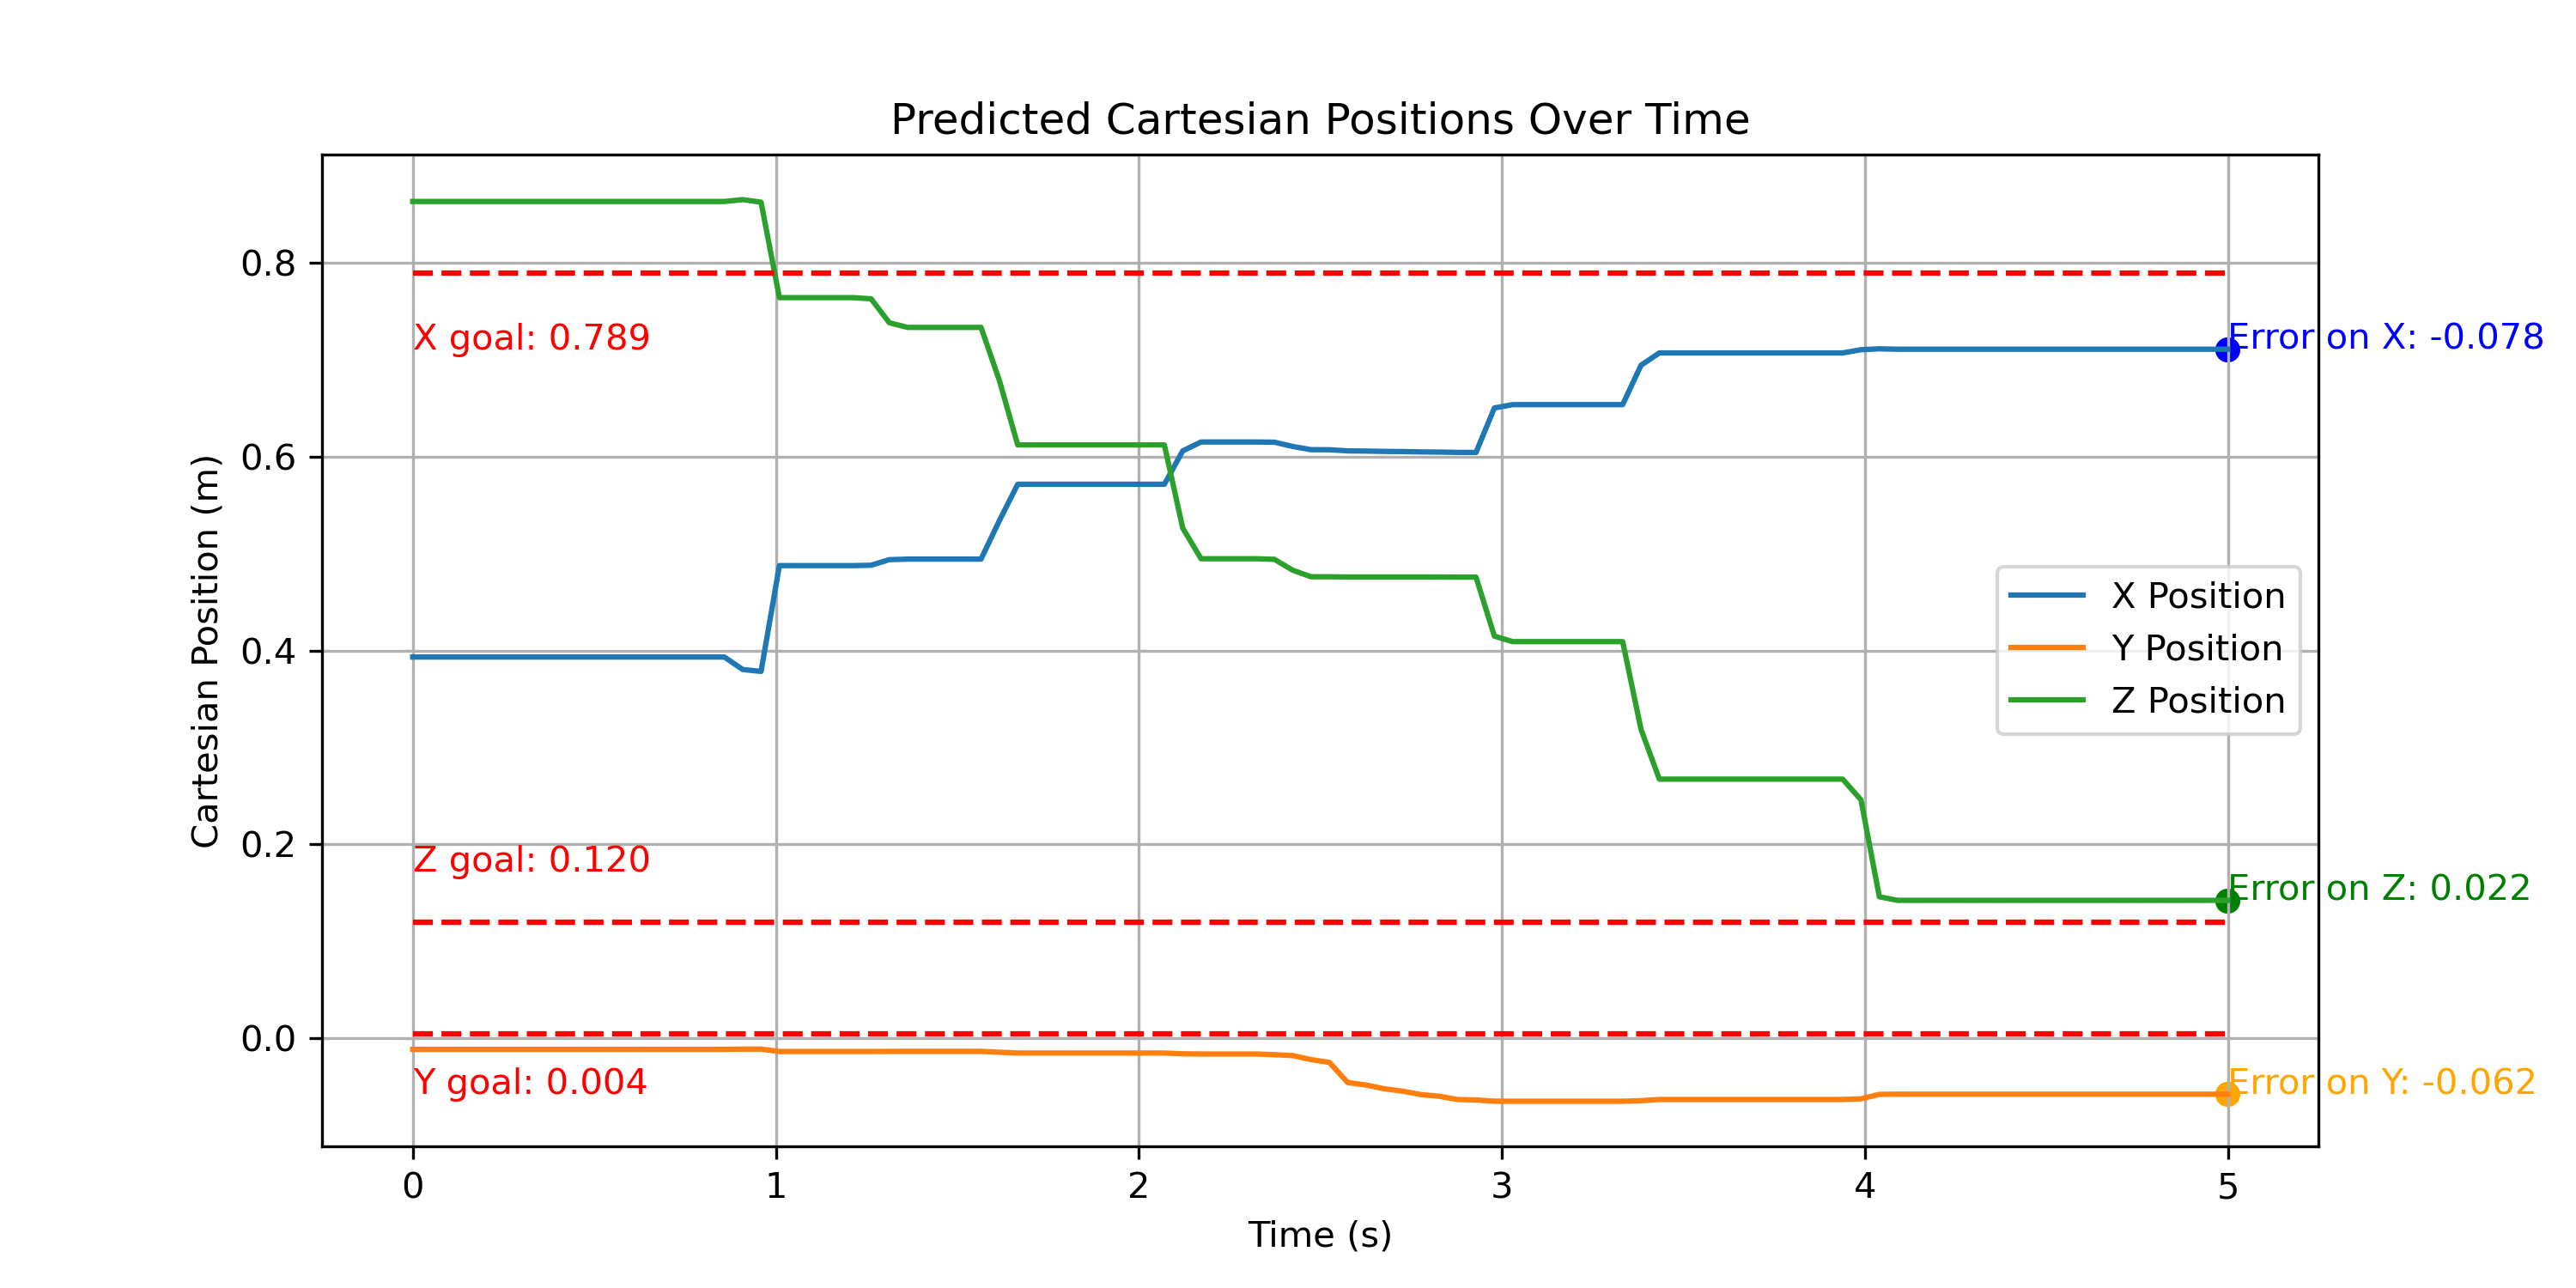 Predicted Cartesian Positions Over Time
Cartesian Position (m)
0.8
0.6
0.4
0.2
0.0
X goal: 0.789
Z goal: 0.120
Y goal: 0.004
Error on X: -0.078
Error on Z: 0.022
Error on Y: -0.062
X Position
Y Position
Z Position
0 1 2 3 4 5
Time (s)